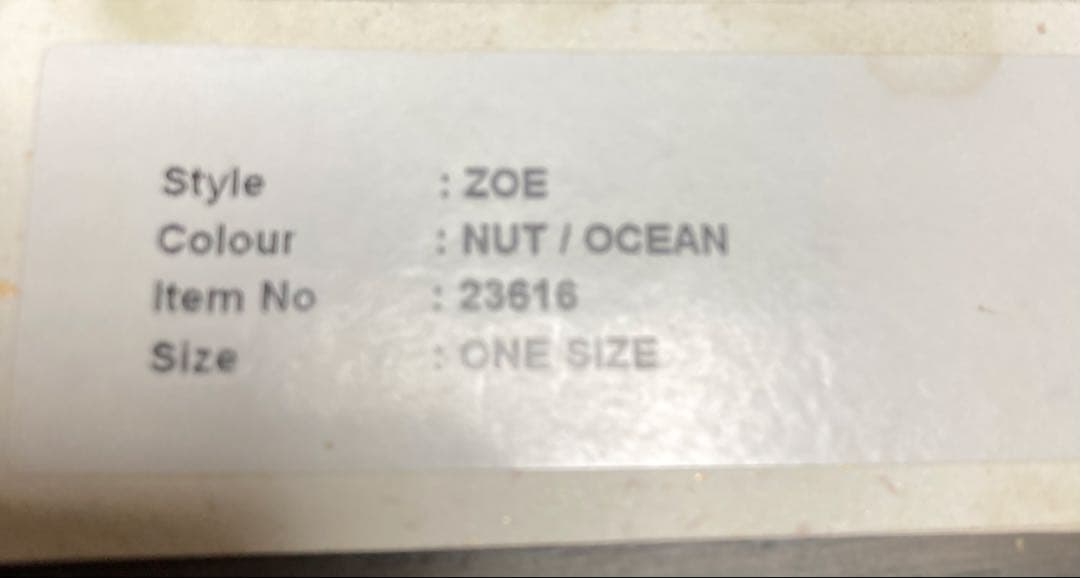 Style : ZOE
Colour : NUT / OCEAN
Item No : 23616
Size : ONE SIZE